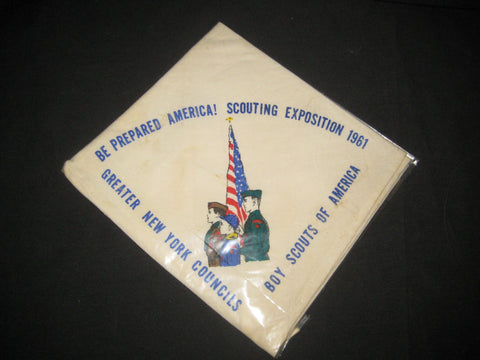 BE PREPARED AMERICA! SCOUTING EXPOSITION 1961
GREATER NEW YORK COUNCILS
BOY SCOUTS OF AMERICA